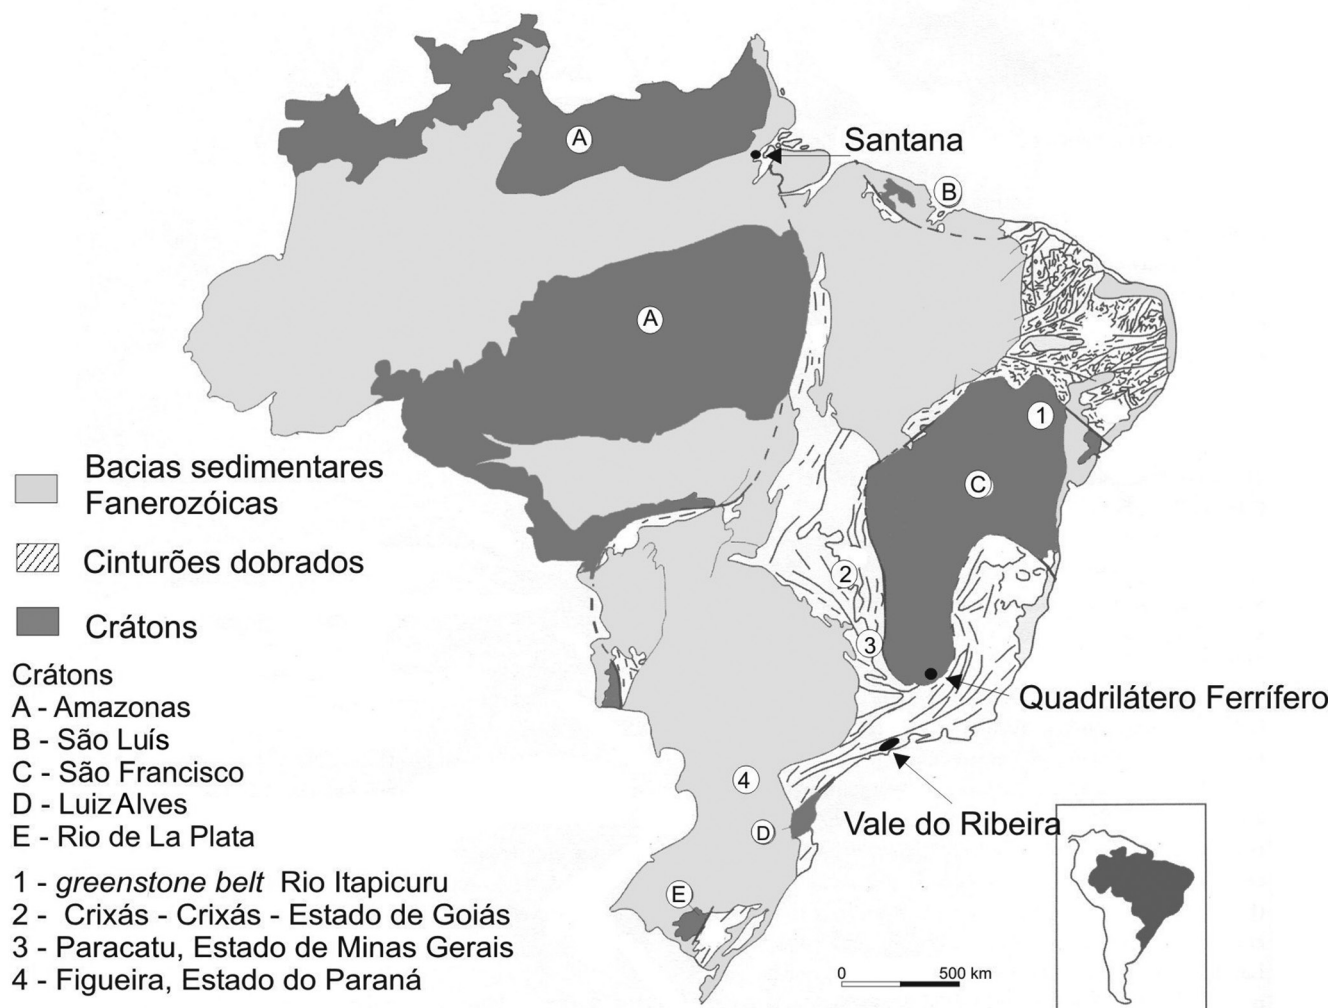 A
Santana
B
A
1
C
2
3
Quadrilátero Ferrífero
4
D
Vale do Ribeira
E
Bacias sedimentares
Fanerozóicas
Cinturões dobrados
Crátons
Crátons
A - Amazonas
B - São Luís
C - São Francisco
D - Luiz Alves
E - Rio de La Plata
1 - greenstone belt Rio Itapicuru
2 - Crixás - Crixás - Estado de Goiás
3 - Paracatu, Estado de Minas Gerais
4 - Figueira, Estado do Paraná
0 500 km